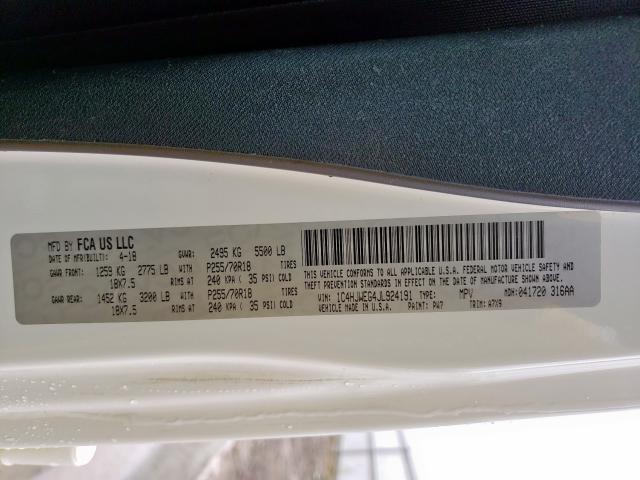 MFD BY FCA US LLC
DATE OF MFR(BUILT): 4-18 GVWR: 2495 KG 5500 LB
GAWR FRONT: 1259 KG 2775 LB WITH P255/70R18 TIRES
18X7.5 RIMS AT 240 KPA ( 35 PSI) COLD
GAWR REAR: 1452 KG 3200 LB WITH P255/70R18 TIRES
18X7.5 RIMS AT 240 KPA ( 35 PSI) COLD
THIS VEHICLE CONFORMS TO ALL APPLICABLE U.S.A. FEDERAL MOTOR VEHICLE SAFETY AND
THEFT PREVENTION STANDARDS IN EFFECT ON THE DATE OF MANUFACTURE SHOWN ABOVE.
VIN: 1C4HJWEG4JL924191 TYPE: MPV MDH: 041720 316AA
VEHICLE MADE IN U.S.A. PAINT: PW7 TRIM: A7X9